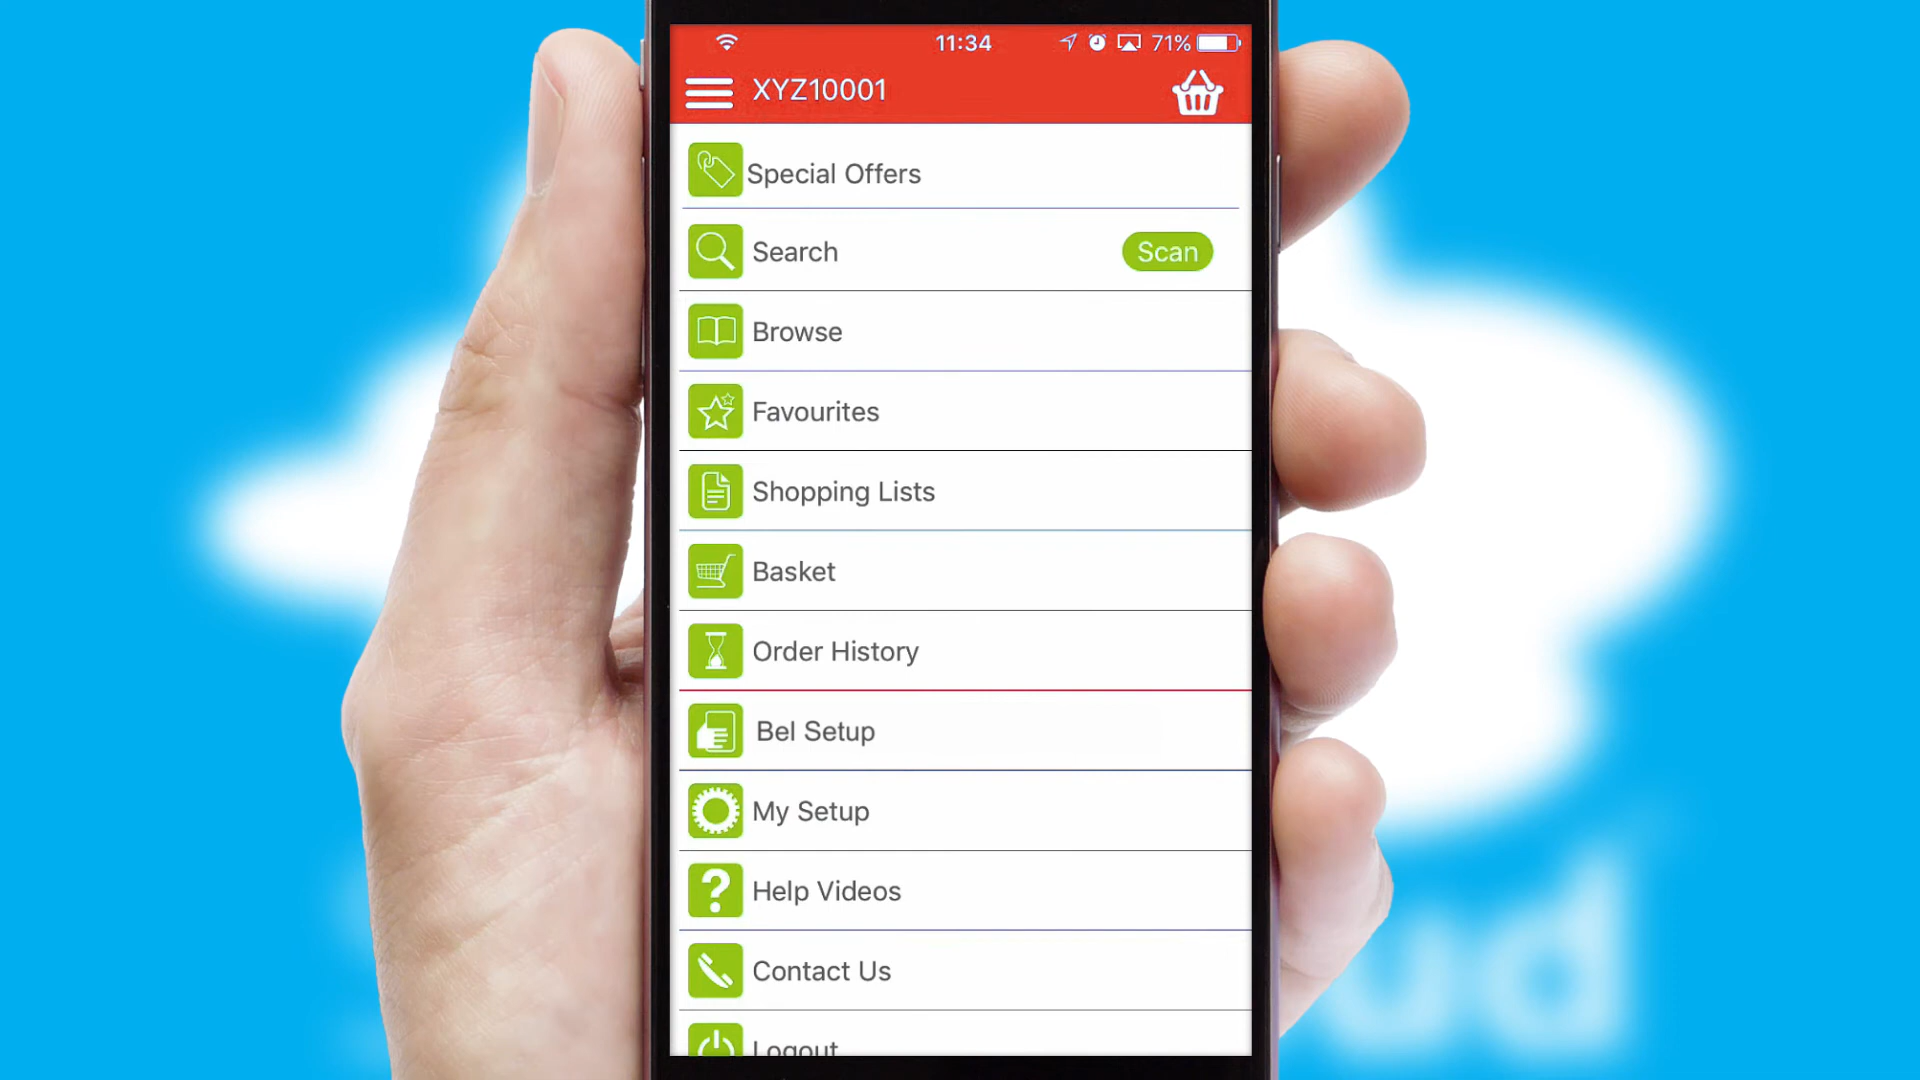 11:34 71%
XYZ10001
Special Offers
Search Scan
Browse
Favourites
Shopping Lists
Basket
Order History
Bel Setup
My Setup
Help Videos
Contact Us
Logout